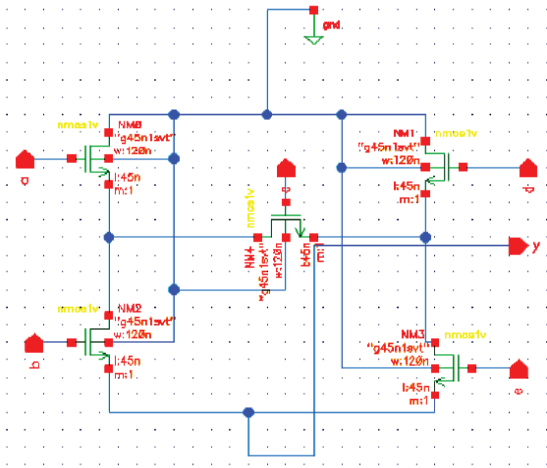 gnd
nmos1v
NM0
"g45n1svt"
w:120n
l:45n
m:1
a
NM1
nmos1v
"g45n1svt"
w:120n
l:45n
m:1
d
c
nmos1v
NM4
"g45n1svt"
w:120n
l:45n
m:1
y
nmos1v
NM2
"g45n1svt"
w:120n
l:45n
m:1
b
NM3
nmos1v
"g45n1svt"
w:120n
l:45n
m:1
e